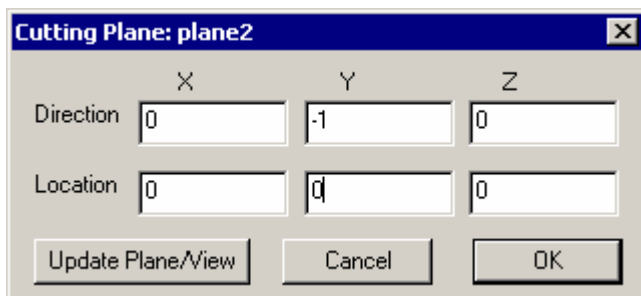 Cutting Plane: plane2
X Y Z
Direction 0 -1 0
Location 0 0 0
Update Plane/View Cancel OK